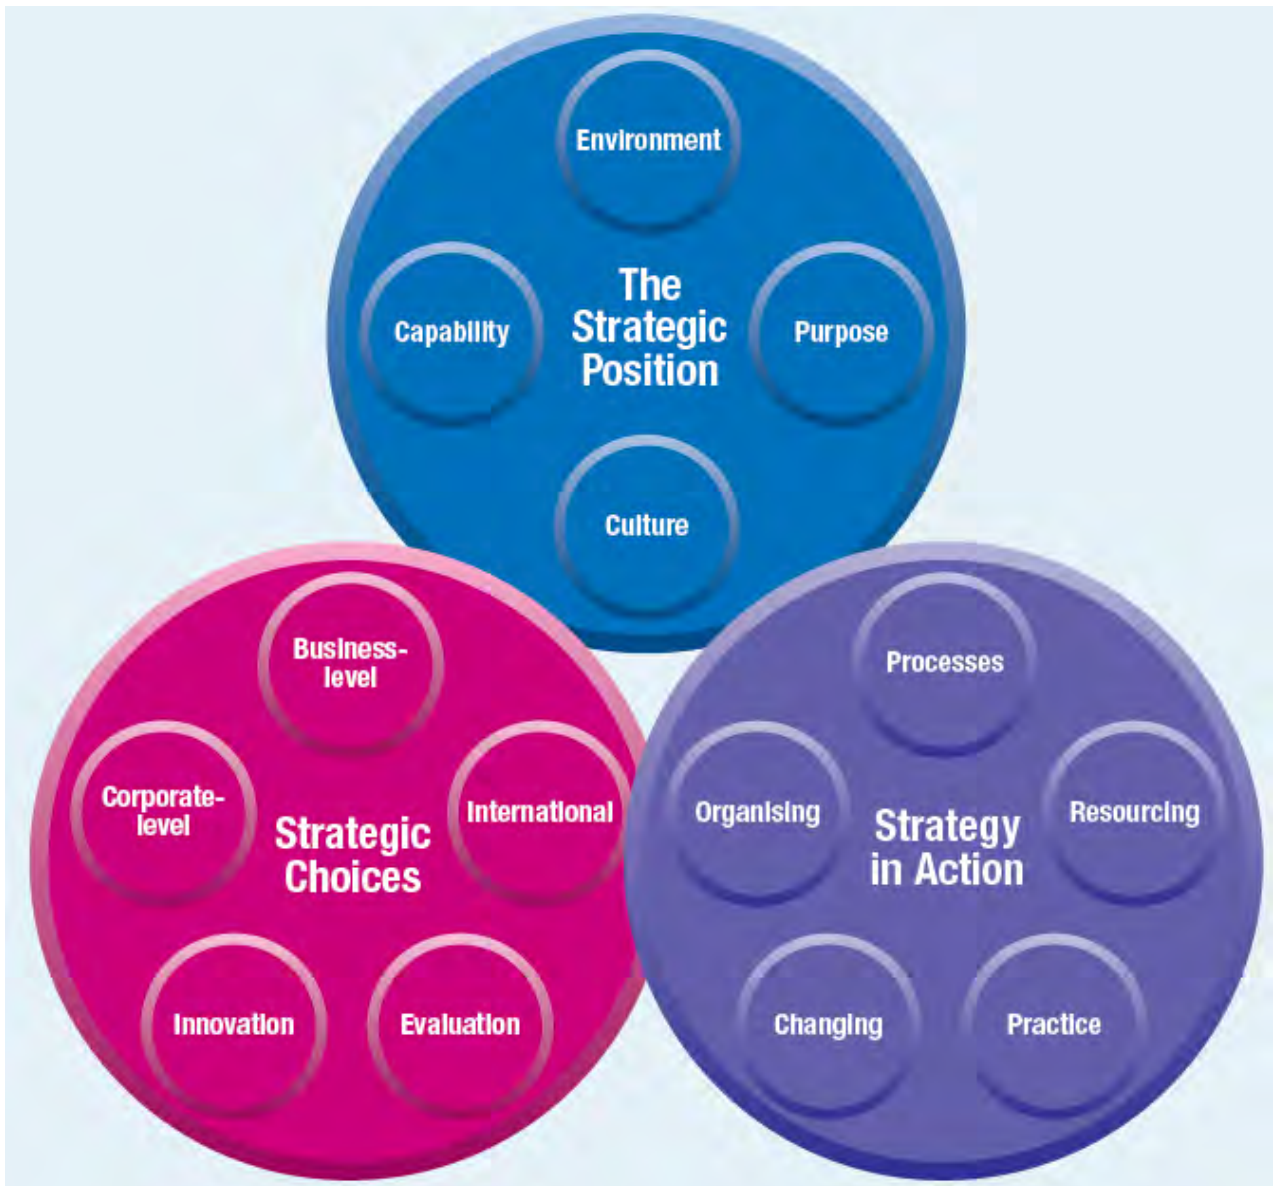 Environment
Capability
The
Strategic
Position
Purpose
Culture
Business-
level
Corporate-
level
Strategic
Choices
International
Innovation
Evaluation
Processes
Organising
Strategy
in Action
Resourcing
Changing
Practice